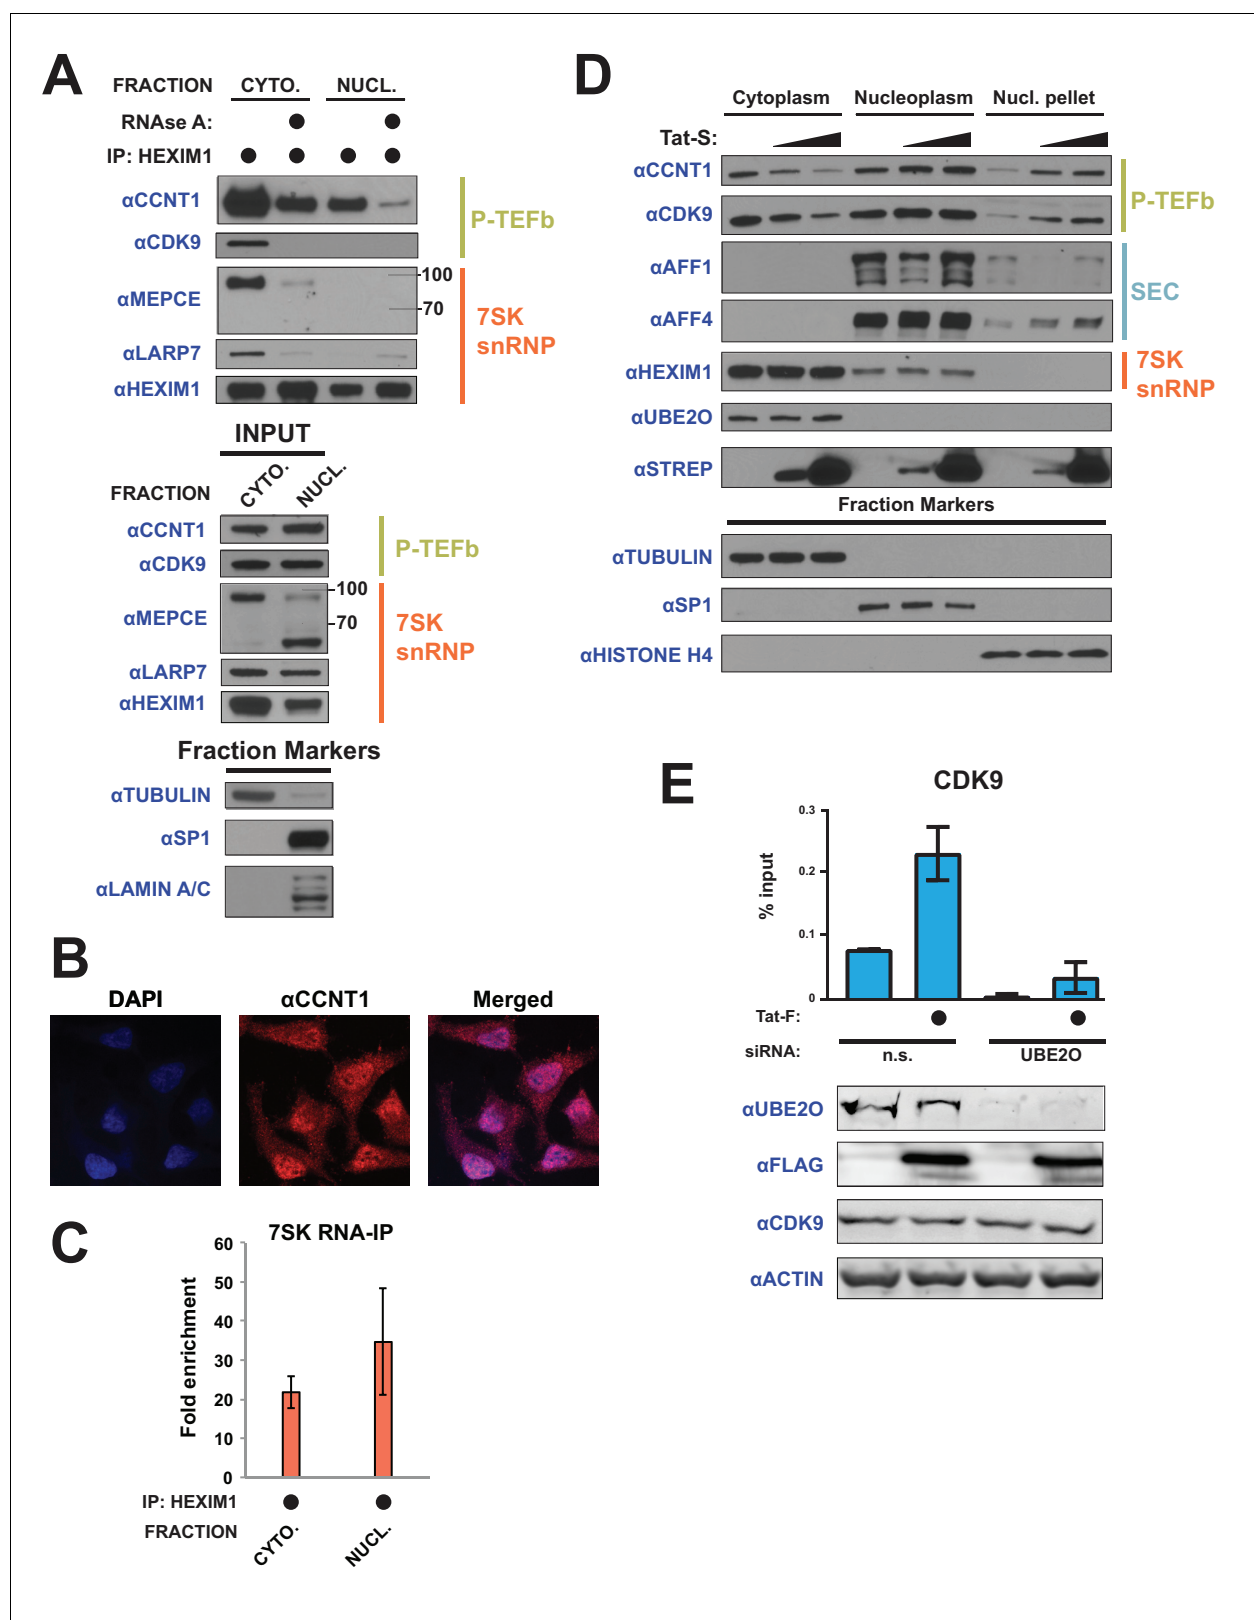 A
FRACTION CYTO. NUCL.
RNAse A:
IP: HEXIM1
αCCNT1
αCDK9
P-TEFb
αMEPCE
100
70
αLARP7
αHEXIM1
7SK
snRNP
INPUT
FRACTION CYTO. NUCL.
αCCNT1
αCDK9
P-TEFb
αMEPCE
100
70
αLARP7
αHEXIM1
7SK
snRNP
Fraction Markers
αTUBULIN
αSP1
αLAMIN A/C
B
DAPI αCCNT1 Merged
C
7SK RNA-IP
Fold enrichment
60
50
40
30
20
10
0
IP: HEXIM1
FRACTION CYTO. NUCL.
D
Cytoplasm Nucleoplasm Nucl. pellet
Tat-S:
αCCNT1
αCDK9
P-TEFb
αAFF1
αAFF4
SEC
αHEXIM1
7SK
snRNP
αUBE2O
αSTREP
Fraction Markers
αTUBULIN
αSP1
αHISTONE H4
E
CDK9
% input
0.3
0.2
0.1
0
Tat-F:
siRNA: n.s. UBE2O
αUBE2O
αFLAG
αCDK9
αACTIN